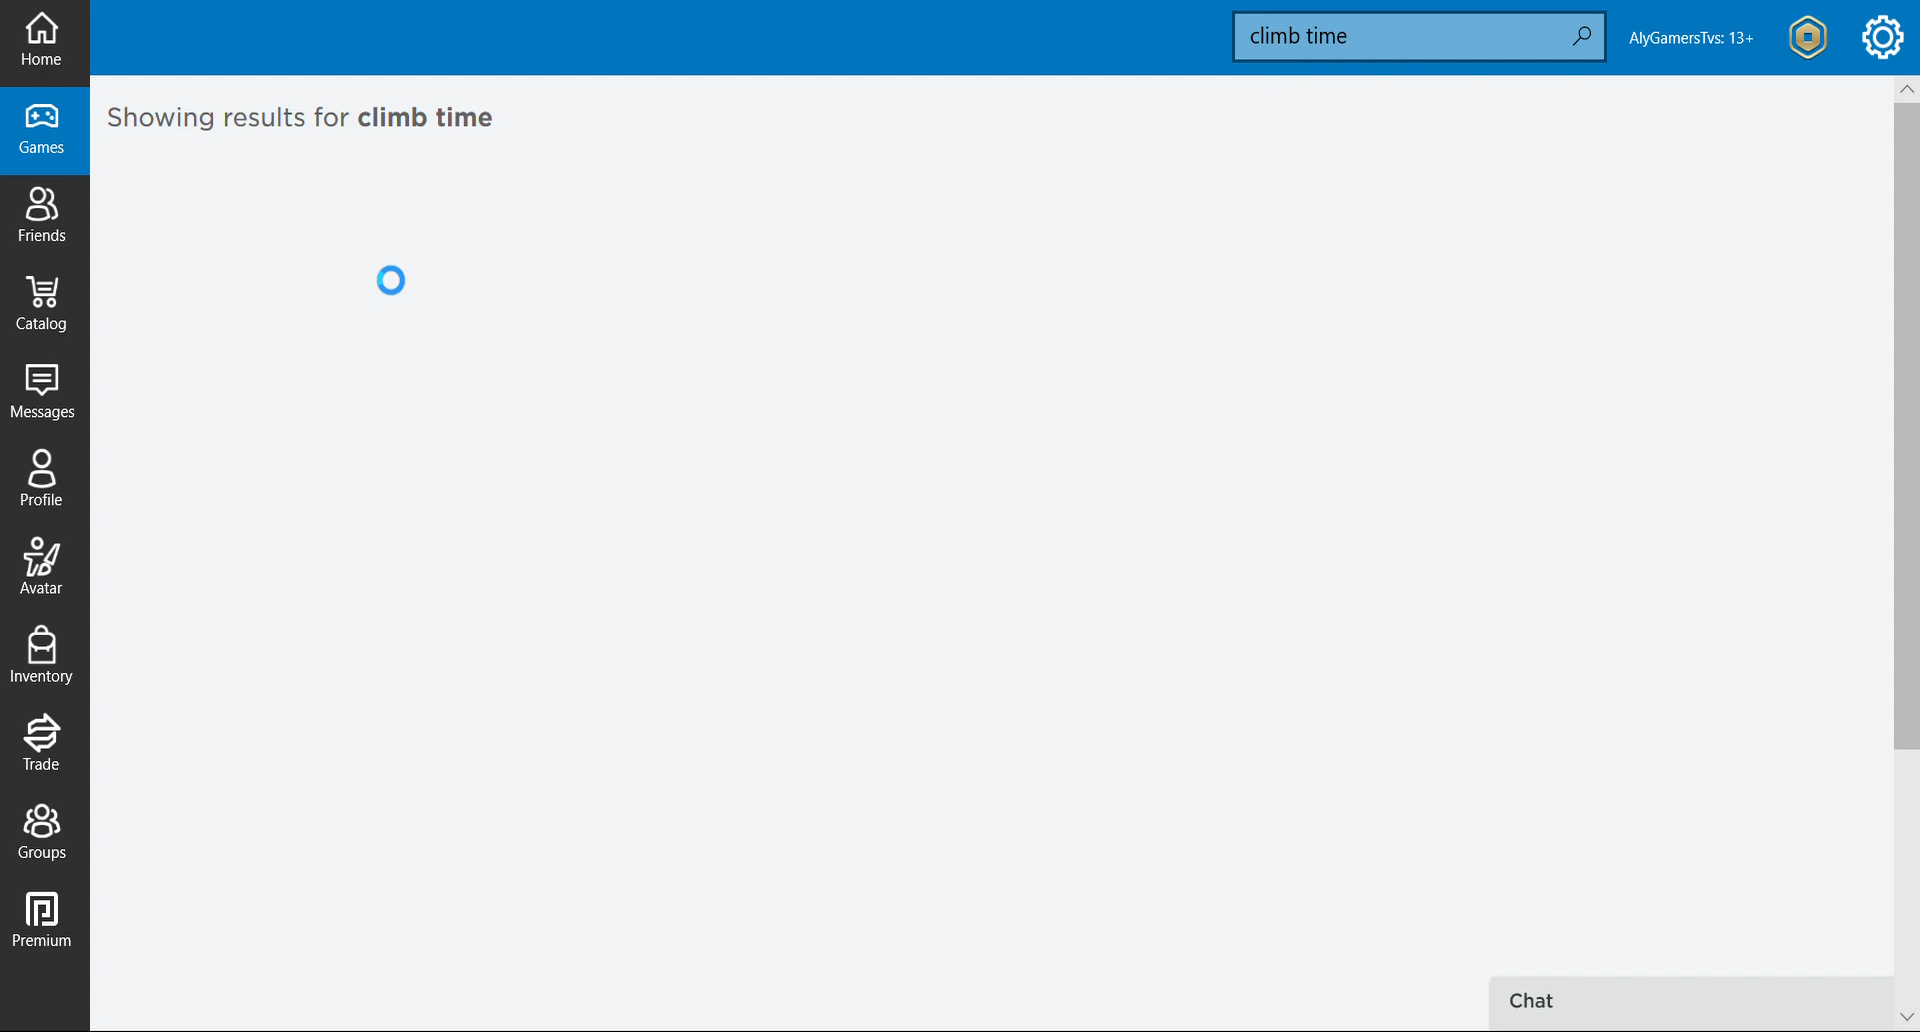 climb time
AlyGamersTvs: 13+
Home
Games
Friends
Catalog
Messages
Profile
Avatar
Inventory
Trade
Groups
Premium
Showing results for climb time
Chat